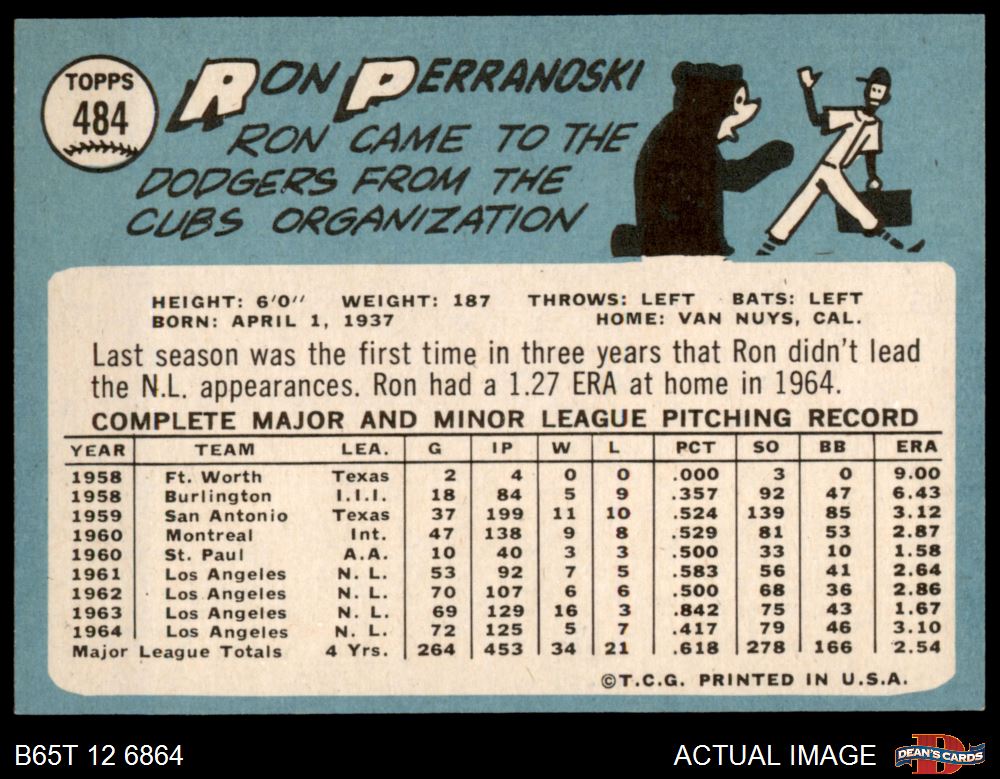 TOPPS
484
RON PERRANOSKI
RON CAME TO THE
DODGERS FROM THE
CUBS ORGANIZATION
HEIGHT: 6'0" WEIGHT: 187 THROWS: LEFT BATS: LEFT
BORN: APRIL 1, 1937 HOME: VAN NUYS, CAL.
Last season was the first time in three years that Ron didn't lead
the N.L. appearances. Ron had a 1.27 ERA at home in 1964.
COMPLETE MAJOR AND MINOR LEAGUE PITCHING RECORD
YEAR TEAM LEA. G IP W L PCT SO BB ERA
1958 Ft. Worth Texas 2 4 0 0 .000 3 0 9.00
1958 Burlington I.I.I. 18 84 5 9 .357 92 47 6.43
1959 San Antonio Texas 37 199 11 10 .524 139 85 3.12
1960 Montreal Int. 47 138 9 8 .529 81 53 2.87
1960 St. Paul A.A. 10 40 3 3 .500 33 10 1.58
1961 Los Angeles N. L. 53 92 7 5 .583 56 41 2.64
1962 Los Angeles N. L. 70 107 6 6 .500 68 36 2.86
1963 Los Angeles N. L. 69 129 16 3 .842 75 43 1.67
1964 Los Angeles N. L. 72 125 5 7 .417 79 46 3.10
Major League Totals 4 Yrs. 264 453 34 21 .618 278 166 2.54
©T.C.G. PRINTED IN U.S.A.
B65T 12 6864 ACTUAL IMAGE
D
DEAN'S CARDS